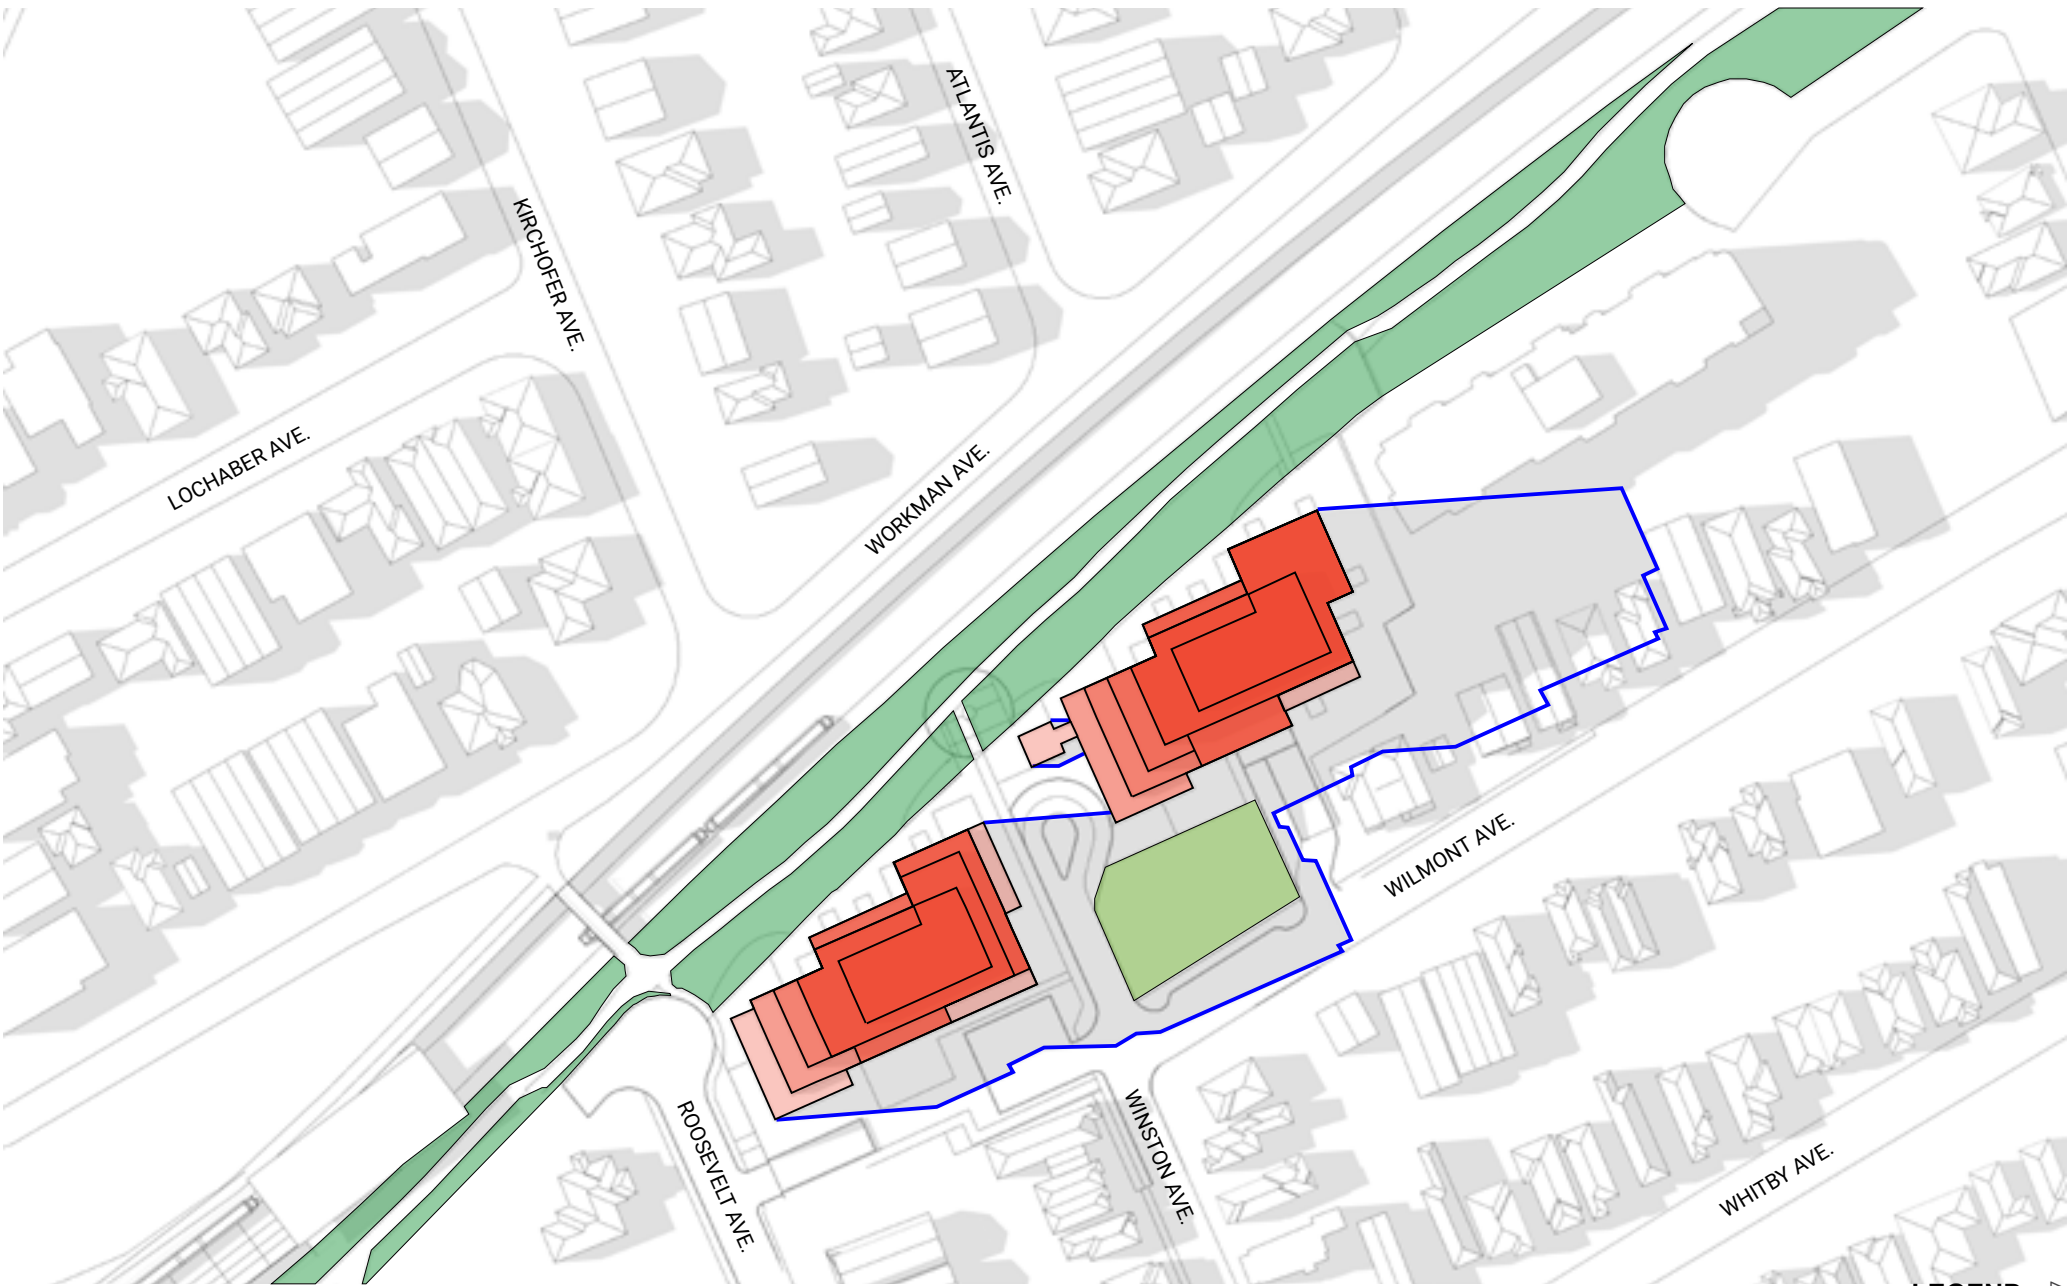 ATLANTIS AVE.
KIRCHOFER AVE.
LOCHABER AVE.
WORKMAN AVE.
WILMONT AVE.
ROOSEVELT AVE.
WINSTON AVE.
WHITBY AVE.